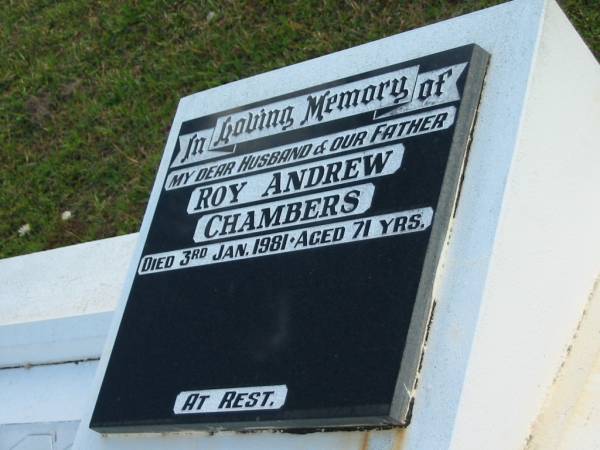 In Loving Memory of
MY DEAR HUSBAND & OUR FATHER
ROY ANDREW
CHAMBERS
DIED 3RD JAN. 1981 · AGED 71 YRS.
AT REST.